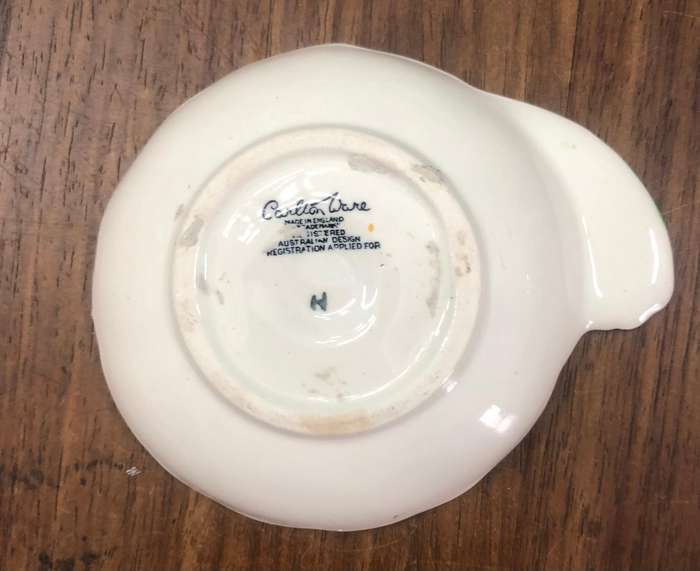 Carlton Ware
MADE IN ENGLAND
AUSTRALIAN DESIGN
REGISTRATION APPLIED FOR
H